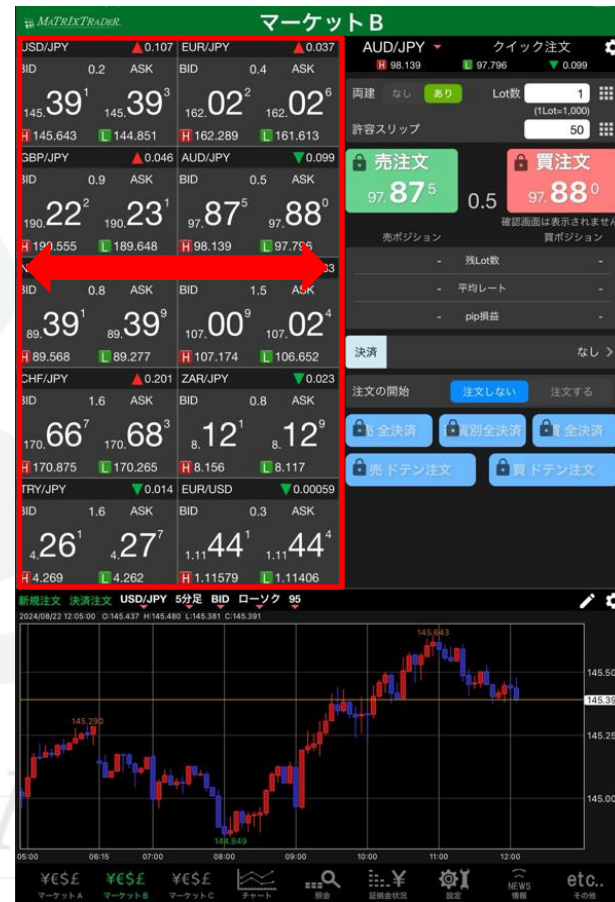 MATRIXTRADER.
マーケットB
USD/JPY 0.107 EUR/JPY 0.037
BID 0.2 ASK BID 0.4 ASK
145.39¹ 145.39³ 162.02² 162.02⁶
H 145.643 L 144.851 H 162.289 L 161.613
GBP/JPY 0.046 AUD/JPY 0.099
BID 0.9 ASK BID 0.5 ASK
190.22² 190.23¹ 97.87⁵ 97.88⁰
H 190.555 L 189.648 H 98.139 L 97.796
BID 0.8 ASK BID 1.5 ASK
89.39¹ 89.39⁹ 107.00⁹ 107.02⁴
H 89.568 L 89.277 H 107.174 L 106.652
CHF/JPY 0.201 ZAR/JPY 0.023
BID 1.6 ASK BID 0.8 ASK
170.66⁷ 170.68³ 8.12¹ 8.12⁹
H 170.875 L 170.265 H 8.156 L 8.117
TRY/JPY 0.014 EUR/USD 0.00059
BID 1.6 ASK BID 0.3 ASK
4.26¹ 4.27⁷ 1.1144¹ 1.1144⁴
H 4.269 L 4.262 H 1.11579 L 1.11406
AUD/JPY クイック注文
H 98.139 L 97.796 0.099
両建 なし あり Lot数 1
(1Lot=1,000)
許容スリップ 50
売注文 買注文
97.87⁵ 0.5 97.88⁰
確認画面は表示されません
売ポジション 買ポジション
- 残Lot数 -
- 平均レート -
- pip損益 -
決済 なし
注文の開始 注文しない 注文する
全決済 貨別全決済 買 全決済
売 ドテン注文 買 ドテン注文
新規注文 決済注文 USD/JPY 5分足 BID ローソク 95
2024/08/22 12:05:00 O:145.437 H:145.480 L:145.381 C:145.391
145.643
145.50
145.39
145.290
145.25
145.00
144.849
05:00 06:15 07:00 08:00 09:00 10:00 11:00 12:00
¥€$£ ¥€$£ ¥€$£ NEWS etc..
マーケットA マーケットB マーケットC チャート 照会 証拠金状況 設定 情報 その他